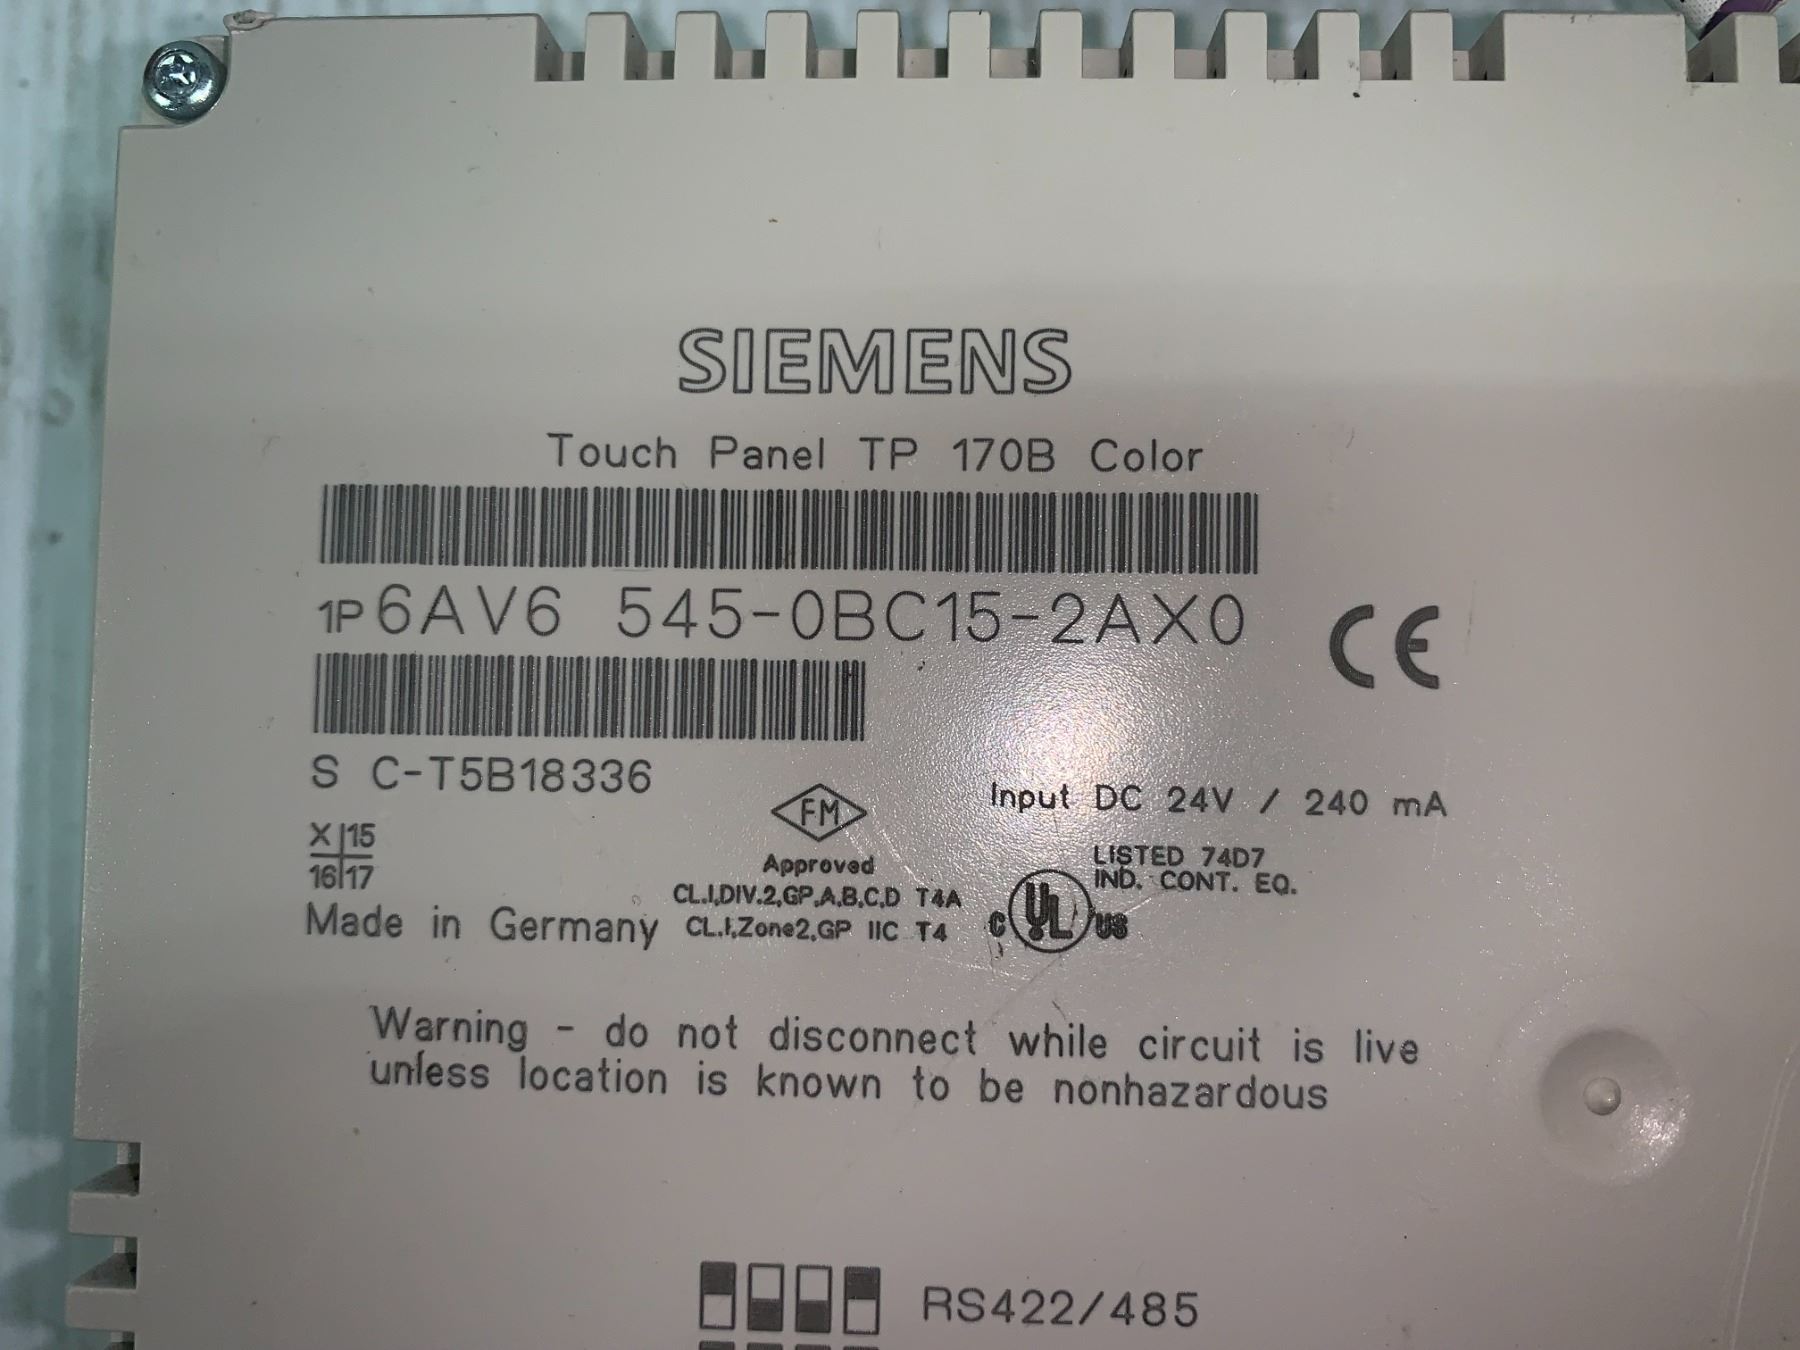 SIEMENS
Touch Panel TP 170B Color
1P 6AV6 545-0BC15-2AX0
CE
S C-T5B18336
Input DC 24V / 240 mA
X 15
16 17
FM
Approved
CL.I,DIV.2,GP.A,B,C,D T4A
CL.I,Zone2,GP IIC T4
LISTED 74D7
IND. CONT. EQ.
C UL US
Made in Germany
Warning - do not disconnect while circuit is live
unless location is known to be nonhazardous
RS422/485